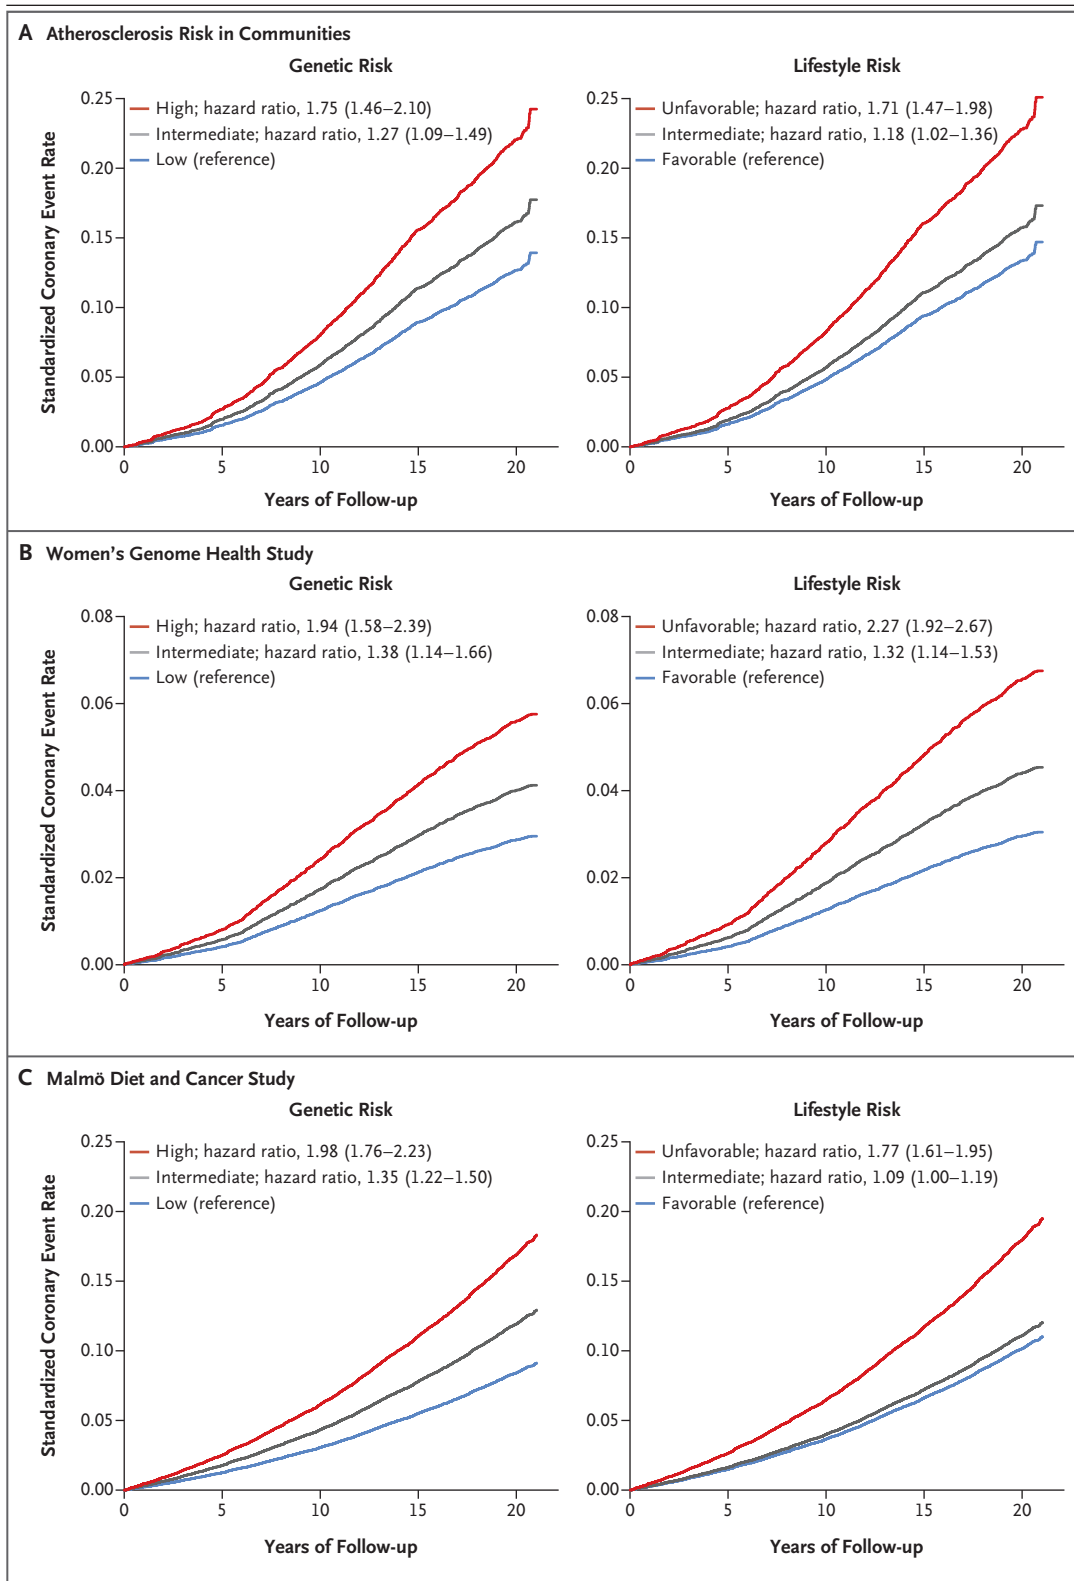 A Atherosclerosis Risk in Communities
Genetic Risk
Standardized Coronary Event Rate
0.25
0.20
0.15
0.10
0.05
0.00
High; hazard ratio, 1.75 (1.46–2.10)
Intermediate; hazard ratio, 1.27 (1.09–1.49)
Low (reference)
0 5 10 15 20
Years of Follow-up
Lifestyle Risk
0.25
0.20
0.15
0.10
0.05
0.00
Unfavorable; hazard ratio, 1.71 (1.47–1.98)
Intermediate; hazard ratio, 1.18 (1.02–1.36)
Favorable (reference)
0 5 10 15 20
Years of Follow-up
B Women’s Genome Health Study
Genetic Risk
Standardized Coronary Event Rate
0.08
0.06
0.04
0.02
0.00
High; hazard ratio, 1.94 (1.58–2.39)
Intermediate; hazard ratio, 1.38 (1.14–1.66)
Low (reference)
0 5 10 15 20
Years of Follow-up
Lifestyle Risk
0.08
0.06
0.04
0.02
0.00
Unfavorable; hazard ratio, 2.27 (1.92–2.67)
Intermediate; hazard ratio, 1.32 (1.14–1.53)
Favorable (reference)
0 5 10 15 20
Years of Follow-up
C Malmö Diet and Cancer Study
Genetic Risk
Standardized Coronary Event Rate
0.25
0.20
0.15
0.10
0.05
0.00
High; hazard ratio, 1.98 (1.76–2.23)
Intermediate; hazard ratio, 1.35 (1.22–1.50)
Low (reference)
0 5 10 15 20
Years of Follow-up
Lifestyle Risk
0.25
0.20
0.15
0.10
0.05
0.00
Unfavorable; hazard ratio, 1.77 (1.61–1.95)
Intermediate; hazard ratio, 1.09 (1.00–1.19)
Favorable (reference)
0 5 10 15 20
Years of Follow-up